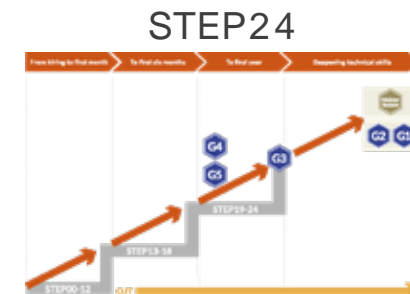 STEP24
From hiring to first month
To first six months
To first year
Deepening technical skills
G2 G1
G4
G5
G3
STEP19-24
STEP13-18
STEP00-12
OJT